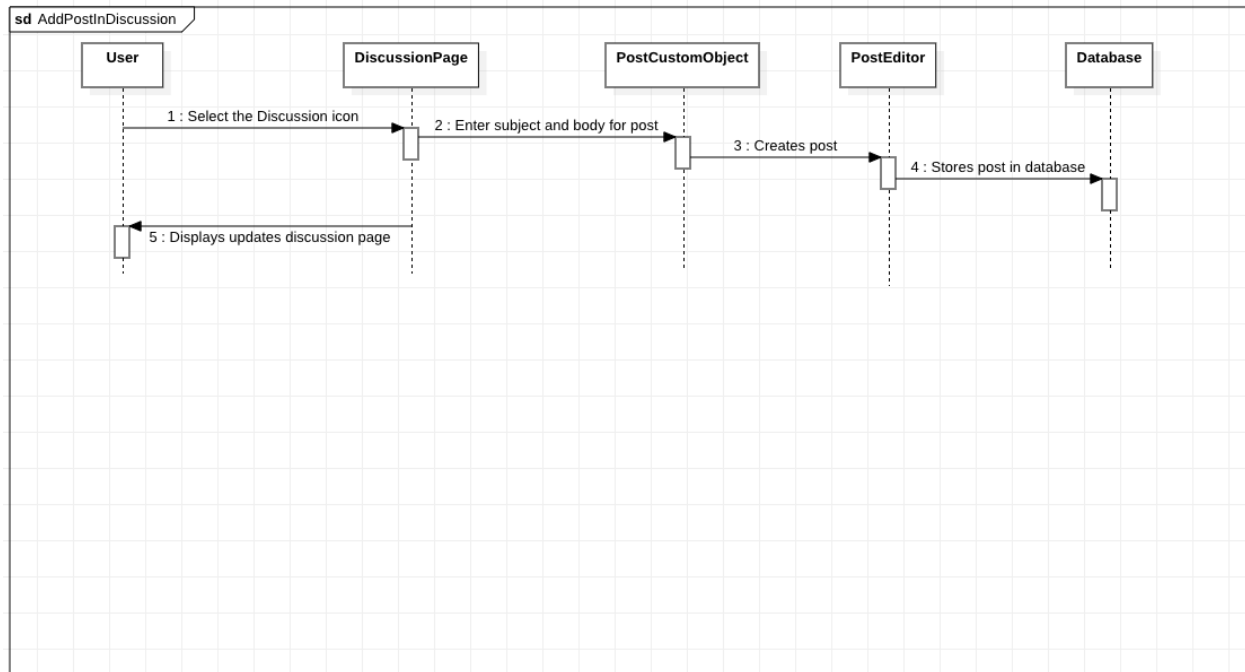 sd AddPostInDiscussion
User
DiscussionPage
PostCustomObject
PostEditor
Database
1 : Select the Discussion icon
2 : Enter subject and body for post
3 : Creates post
4 : Stores post in database
5 : Displays updates discussion page